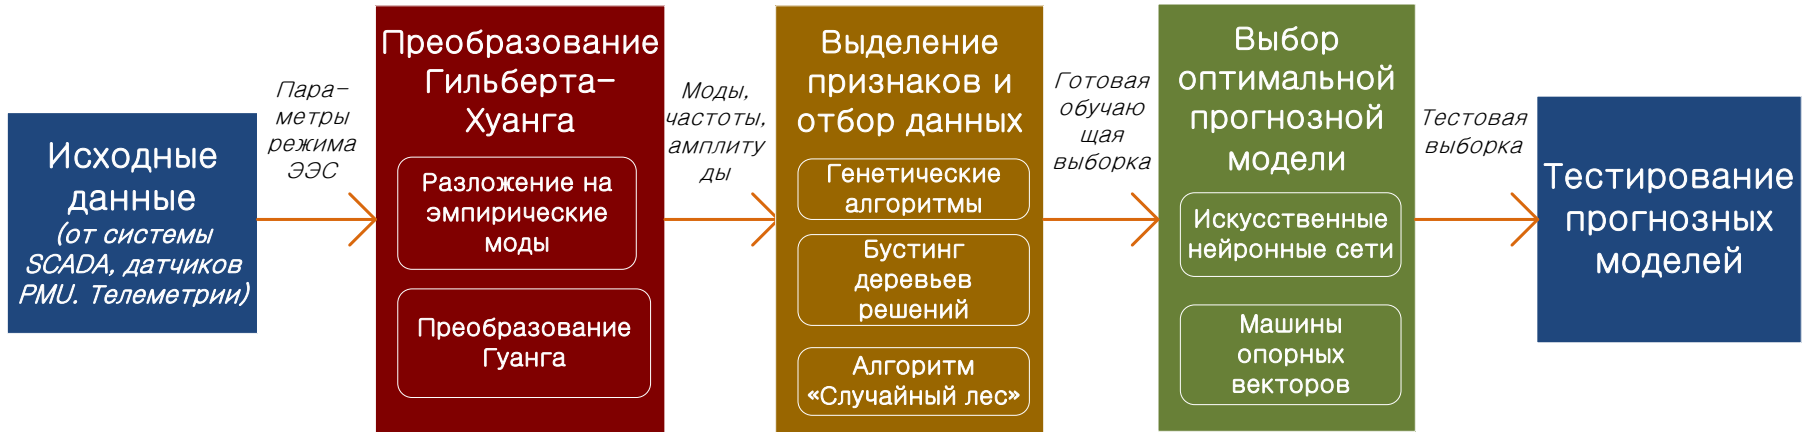 Исходные
данные
(от системы
SCADA, датчиков
PMU. Телеметрии)
Пара-
метры
режима
ЭЭС
Преобразование
Гильберта-
Хуанга
Разложение на
эмпирические
моды
Преобразование
Гуанга
Моды,
частоты,
амплиту
ды
Выделение
признаков и
отбор данных
Генетические
алгоритмы
Бустинг
деревьев
решений
Алгоритм
«Случайный лес»
Готовая
обучаю
щая
выборка
Выбор
оптимальной
прогнозной
модели
Искусственные
нейронные сети
Машины
опорных
векторов
Тестовая
выборка
Тестирование
прогнозных
моделей